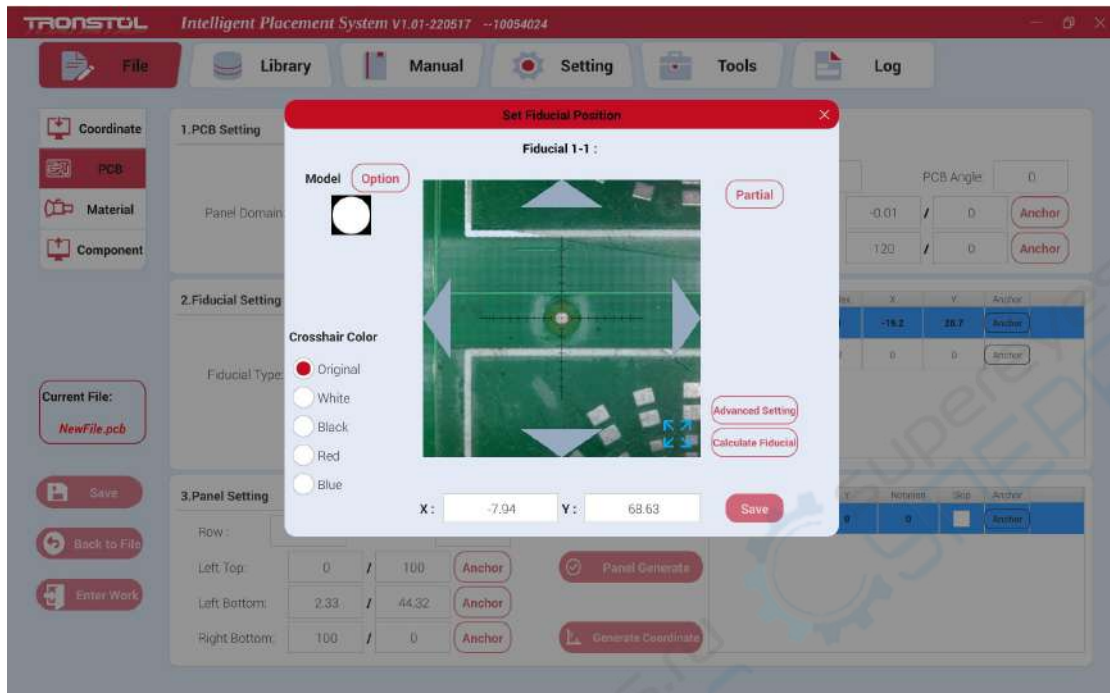 TRONSTOL Intelligent Placement System V1.01-220517 --10054024
File Library Manual Setting Tools Log
Coordinate
PCB
Material
Component
Current File:
NewFile.pcb
Save
Back to File
Enter Work
1.PCB Setting
Panel Domain
PCB Angle: 0
-0.01 / 0 Anchor
120 / 0 Anchor
2.Fiducial Setting
Fiducial Type:
X Y Anchor
-19.2 20.7 Anchor
0 0 Anchor
Set Fiducial Position
Fiducial 1-1 :
Model Option
Partial
Crosshair Color
Original
White
Black
Red
Blue
Advanced Setting
Calculate Fiducial
X : -7.94 Y : 68.63 Save
3.Panel Setting
Row :
Left Top: 0 / 100 Anchor
Left Bottom: 2.33 / 44.32 Anchor
Right Bottom: 100 / 0 Anchor
Panel Generate
Generate Coordinate
Y Rotation Skip Anchor
0 0 Anchor